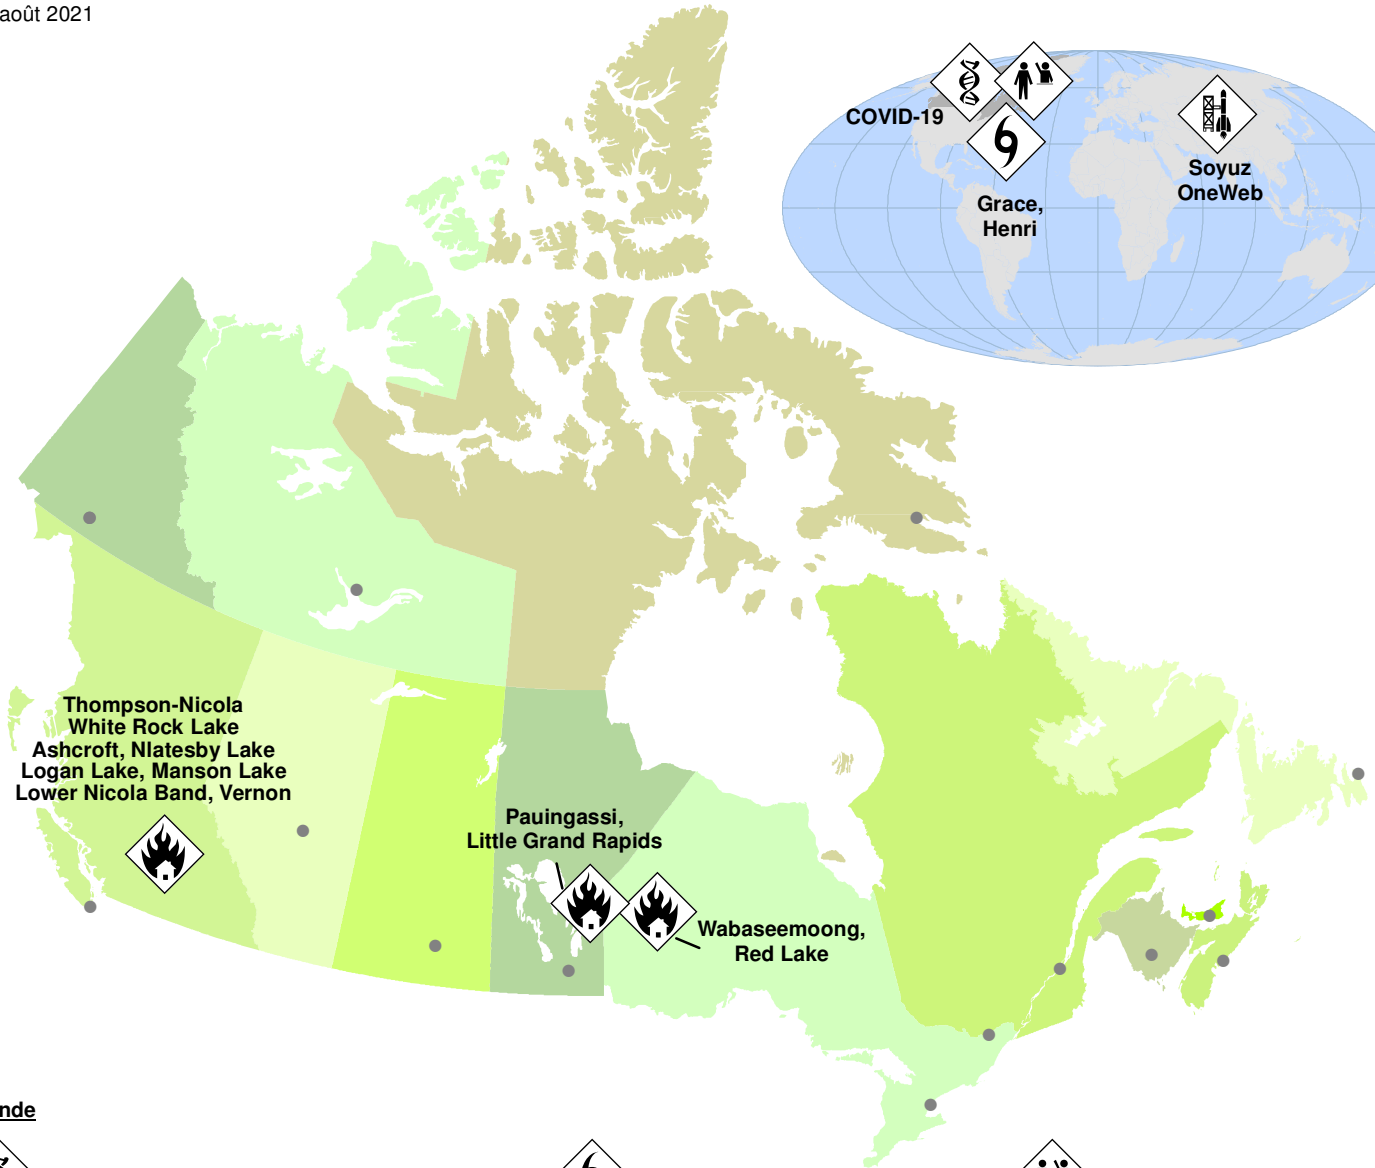 août 2021
COVID-19
Soyuz
OneWeb
Grace,
Henri
Thompson-Nicola
White Rock Lake
Ashcroft, Nlatesby Lake
Logan Lake, Manson Lake
Lower Nicola Band, Vernon
Pauingassi,
Little Grand Rapids
Wabaseemoong,
Red Lake
nde